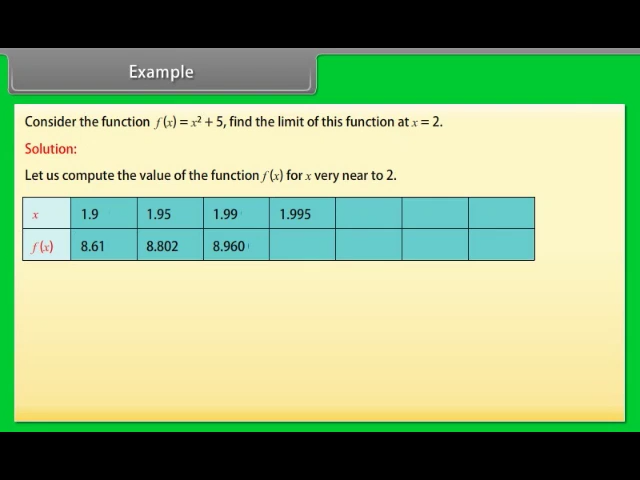 Example
Consider the function f (x) = x² + 5, find the limit of this function at x = 2.
Solution:
Let us compute the value of the function f (x) for x very near to 2.
x 1.9 1.95 1.99 1.995
f (x) 8.61 8.802 8.960